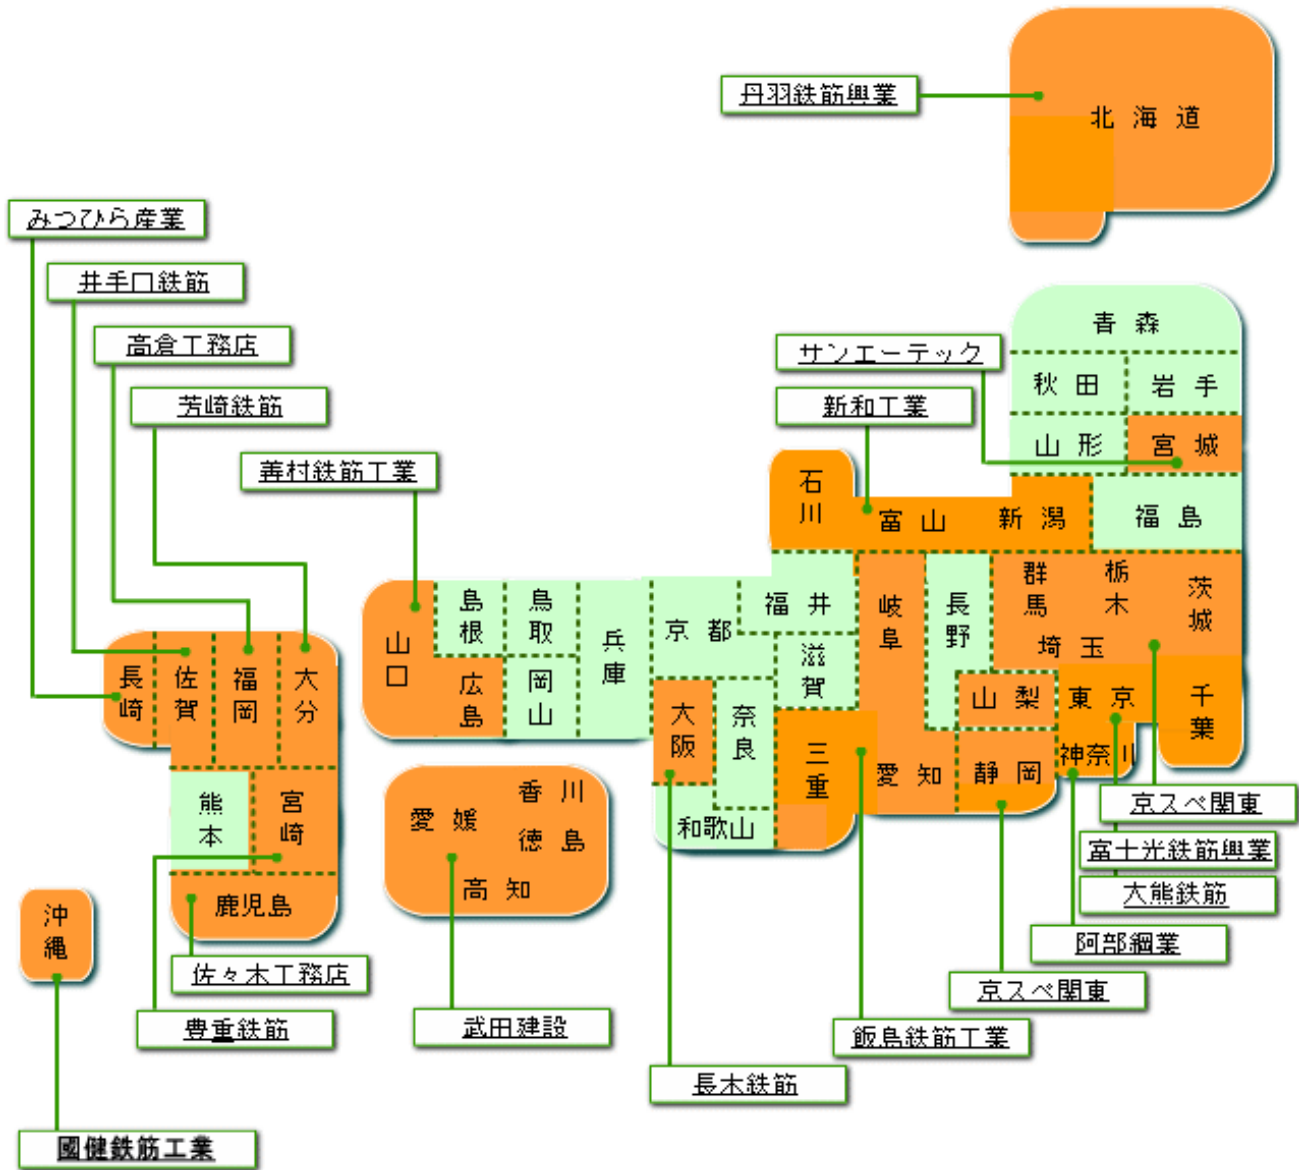 丹羽鉄筋興業
北海道
みつひら産業
井手口鉄筋
高倉工務店
芳崎鉄筋
善村鉄筋工業
サンエーテック
新和工業
青森
秋田
岩手
山形
宮城
福島
石川
富山
新潟
群馬
栃木
茨城
埼玉
東京
千葉
神奈川
山梨
長野
岐阜
静岡
愛知
三重
福井
滋賀
京都
奈良
大阪
和歌山
兵庫
鳥取
岡山
島根
広島
山口
香川
愛媛
徳島
高知
長崎
佐賀
福岡
大分
熊本
宮崎
鹿児島
沖縄
京スペ関東
富士光鉄筋興業
大熊鉄筋
阿部鋼業
京スペ関東
飯島鉄筋工業
長木鉄筋
武田建設
佐々木工務店
豊重鉄筋
國健鉄筋工業